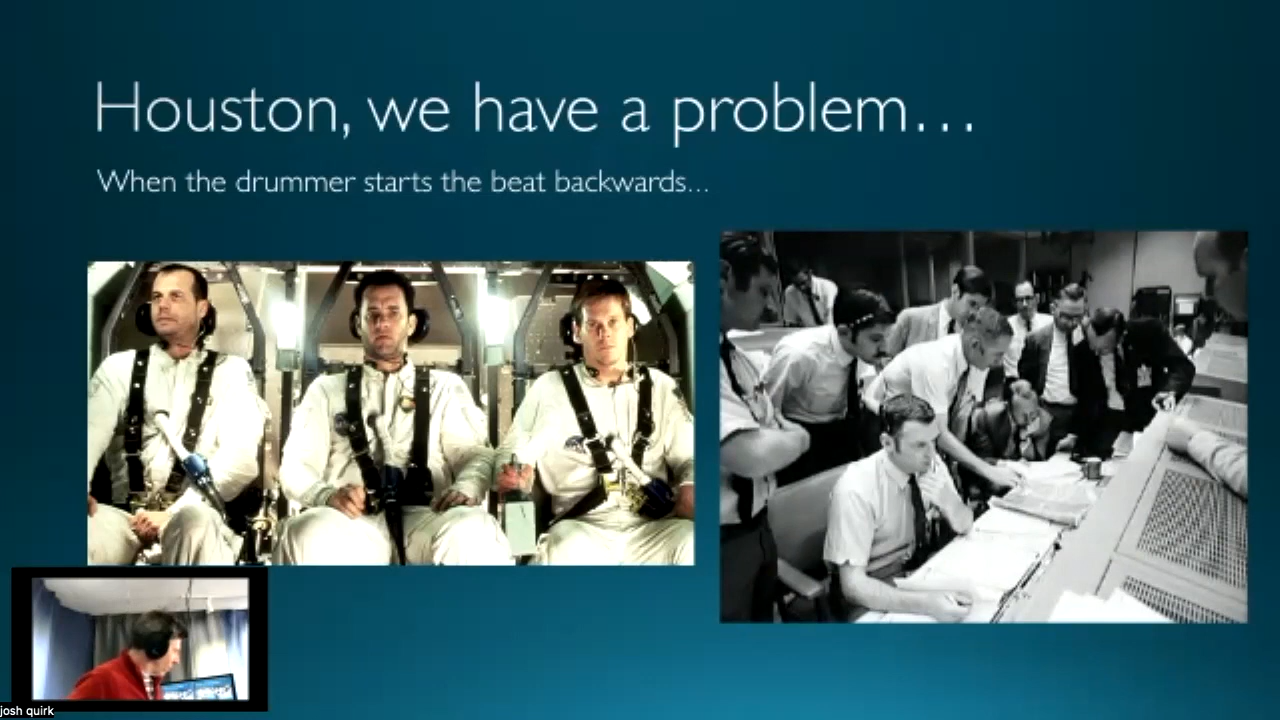 Houston, we have a problem…
When the drummer starts the beat backwards…
josh quirk